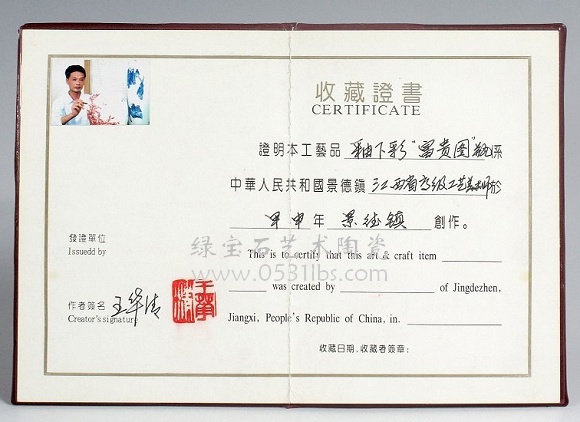 收藏證書
CERTIFICATE
證明本工藝品 釉下彩“富贵图”瓶 係
中華人民共和國景德鎮 江西省高级工艺美术师 於
甲申 年 景德镇 創作。
發證單位
Issuedd by
This is to certify that this art & craft item
was created by of Jingdezhen,
Jiangxi, People's Republic of China, in.
作者簽名 王华清
Creator's signature
收藏日期、收藏者簽章:
绿宝石艺术陶瓷
www.0531lbs.com